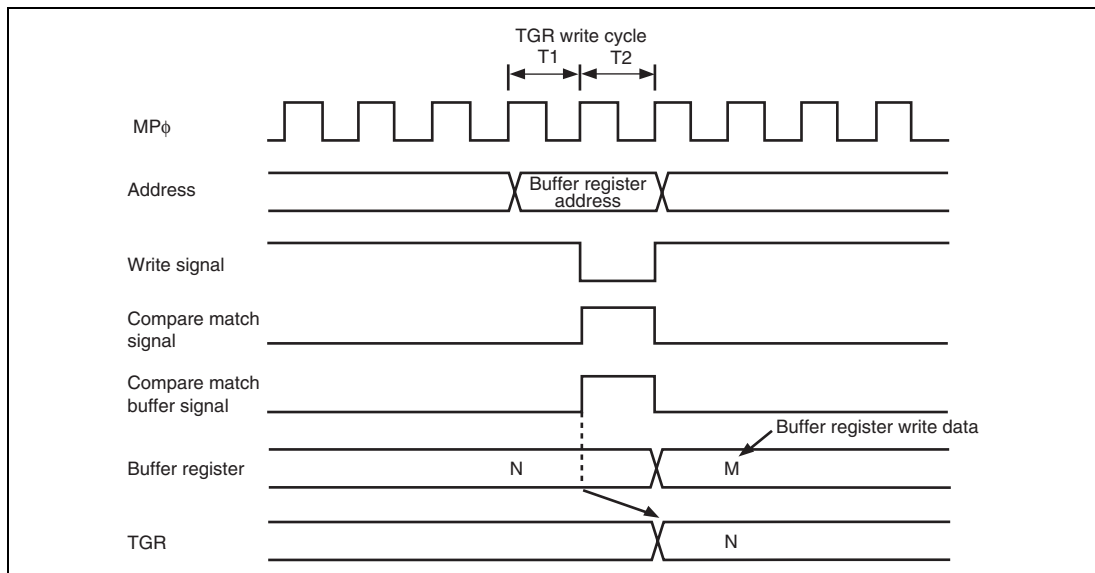 TGR write cycle
T1 T2
MPφ
Address
Buffer register
address
Write signal
Compare match
signal
Compare match
buffer signal
Buffer register write data
Buffer register
N
M
TGR
N